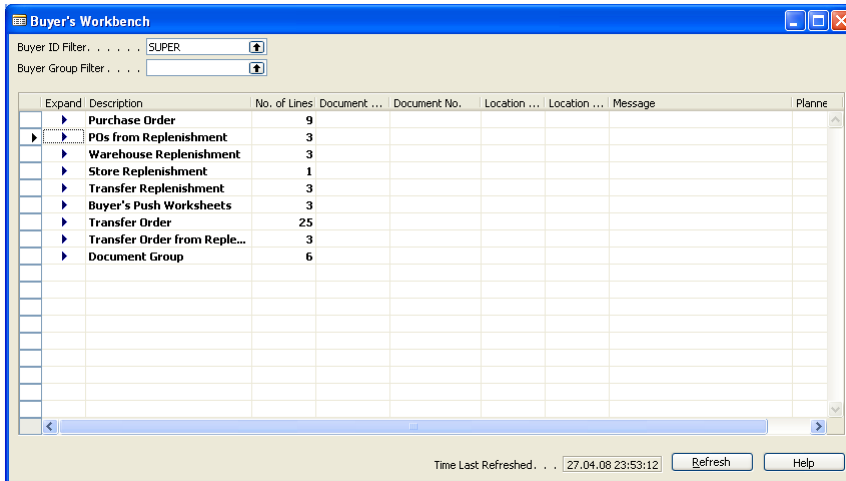 Buyer's Workbench
Buyer ID Filter. . . . . . SUPER
Buyer Group Filter . . . .
Expand Description No. of Lines Document ... Document No. Location ... Location ... Message Planne
Purchase Order 9
POs from Replenishment 3
Warehouse Replenishment 3
Store Replenishment 1
Transfer Replenishment 3
Buyer's Push Worksheets 3
Transfer Order 25
Transfer Order from Reple... 3
Document Group 6
Time Last Refreshed. . . 27.04.08 23:53:12 Refresh Help